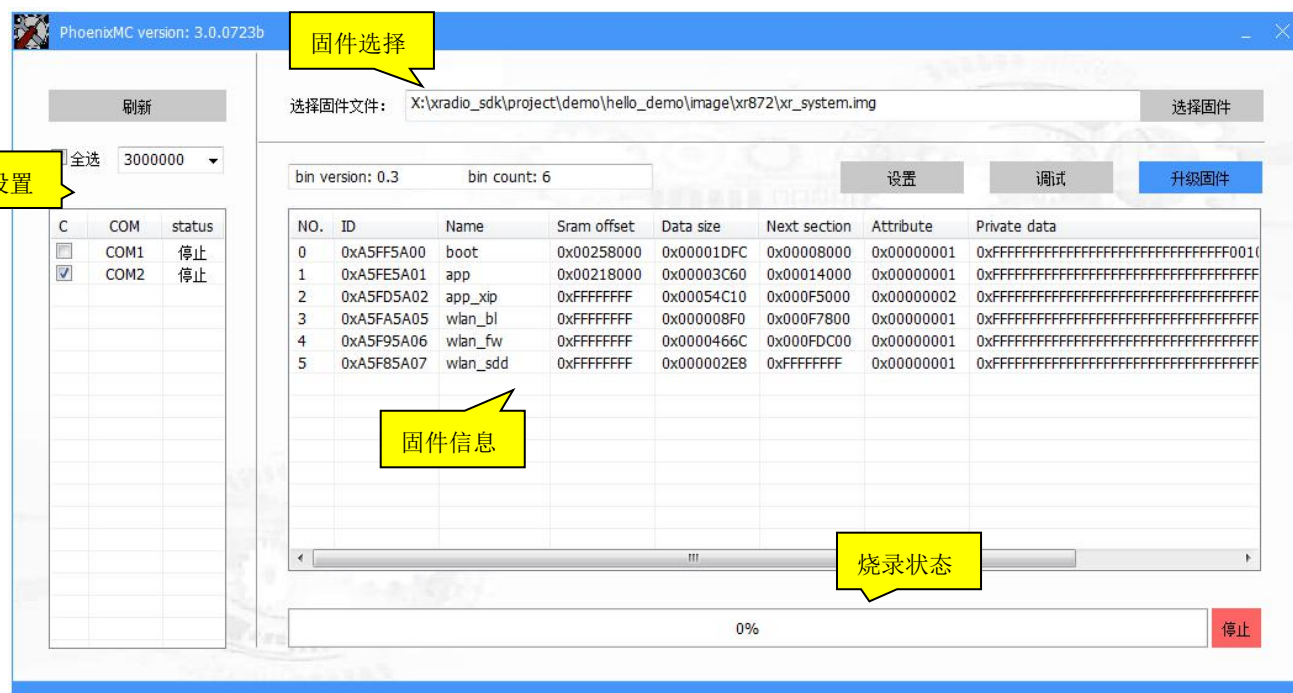 PhoenixMC version: 3.0.0723b
固件选择
刷新
选择固件文件: X:\xradio_sdk\project\demo\hello_demo\image\xr872\xr_system.img 选择固件
全选 3000000
设置
bin version: 0.3 bin count: 6 设置 调试 升级固件
C COM status
COM1 停止
COM2 停止
NO. ID Name Sram offset Data size Next section Attribute Private data
0 0xA5FF5A00 boot 0x00258000 0x00001DFC 0x00008000 0x00000001
1 0xA5FE5A01 app 0x00218000 0x00003C60 0x00014000 0x00000001
2 0xA5FD5A02 app_xip 0xFFFFFFFF 0x00054C10 0x000F5000 0x00000002
3 0xA5FA5A05 wlan_bl 0xFFFFFFFF 0x000008F0 0x000F7800 0x00000001
4 0xA5F95A06 wlan_fw 0xFFFFFFFF 0x0000466C 0x000FDC00 0x00000001
5 0xA5F85A07 wlan_sdd 0xFFFFFFFF 0x000002E8 0xFFFFFFFF 0x00000001
固件信息
烧录状态
0% 停止